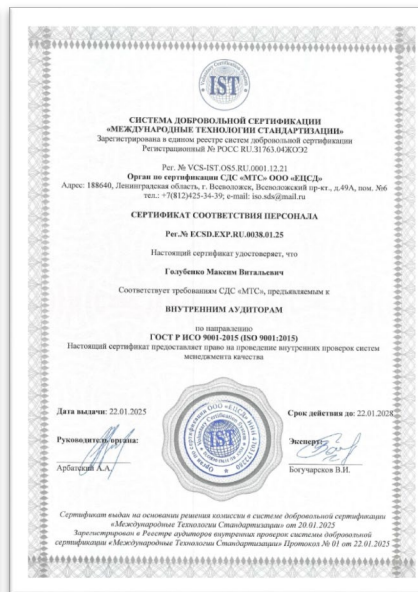 IST
СИСТЕМА ДОБРОВОЛЬНОЙ СЕРТИФИКАЦИИ
«МЕЖДУНАРОДНЫЕ ТЕХНОЛОГИИ СТАНДАРТИЗАЦИИ»
Зарегистрирована в едином реестре систем добровольной сертификации
Регистрационный № РОСС RU.31763.04ЖОЭ2
Рег. № VCS-IST.OS5.RU.0001.12.21
Орган по сертификации СДС «МТС» ООО «ЕЦСД»
Адрес: 188640, Ленинградская область, г. Всеволожск, Всеволожский пр-кт., д.49А, пом. №6
тел.: +7(812)425-34-39; e-mail: iso.sds@mail.ru
СЕРТИФИКАТ СООТВЕТСТВИЯ ПЕРСОНАЛА
Рег.№ ECSD.EXP.RU.0038.01.25
Настоящий сертификат удостоверяет, что
Голубенко Максим Витальевич
Соответствует требованиям СДС «МТС», предъявляемым к
ВНУТРЕННИМ АУДИТОРАМ
по направлению
ГОСТ Р ИСО 9001-2015 (ISO 9001:2015)
Настоящий сертификат предоставляет право на проведение внутренних проверок систем
менеджмента качества
Дата выдачи: 22.01.2025
Срок действия до: 22.01.2028
Руководитель органа:
Эксперт:
IST
Арбатский А.А.
Богучарсков В.И.
Сертификат выдан на основании решения комиссии в системе добровольной сертификации
«Международные Технологии Стандартизации» от 20.01.2025
Зарегистрирован в Реестре аудиторов внутренних проверок системы добровольной
сертификации «Международные Технологии Стандартизации» Протокол № 01 от 22.01.2025